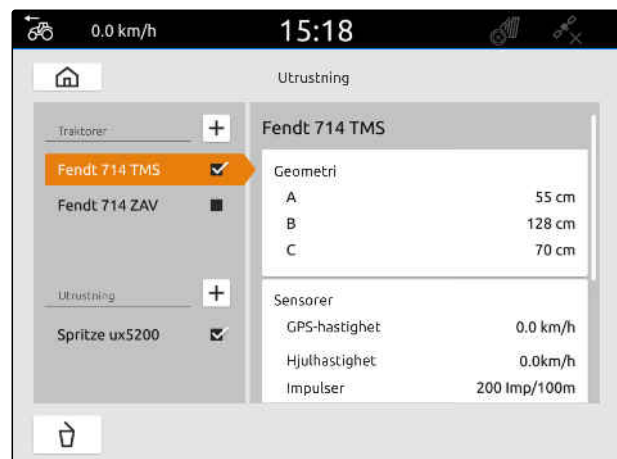 0.0 km/h
15:18
Utrustning
Traktorer
+
Fendt 714 TMS
Fendt 714 ZAV
Utrustning
+
Spritze ux5200
Fendt 714 TMS
Geometri
A 55 cm
B 128 cm
C 70 cm
Sensorer
GPS-hastighet 0.0 km/h
Hjulhastighet 0.0km/h
Impulser 200 Imp/100m